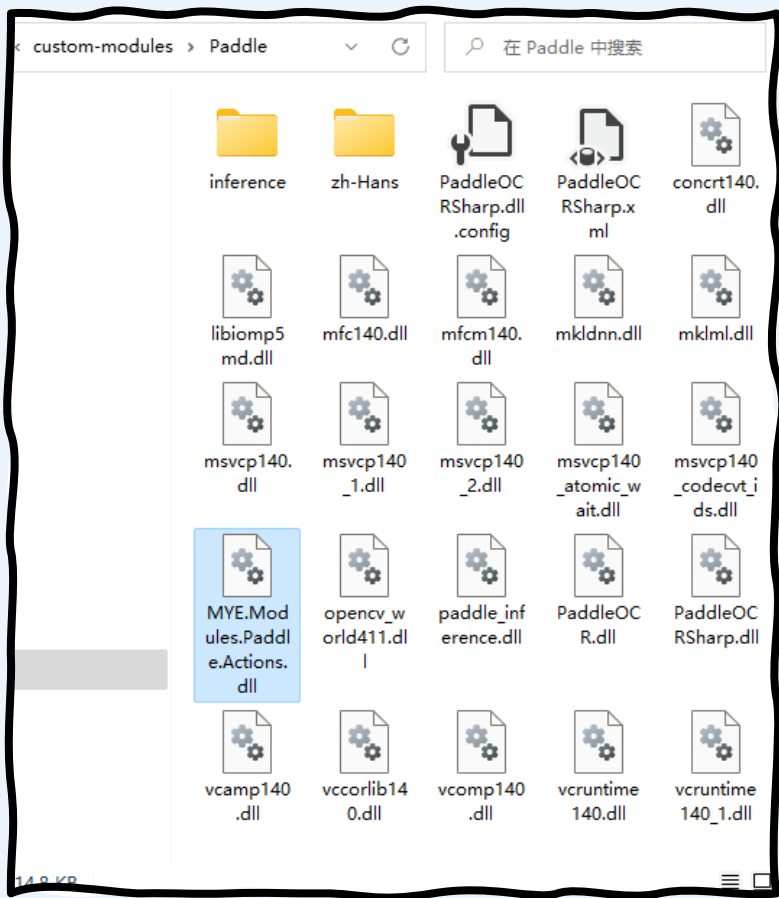 custom-modules › Paddle
在 Paddle 中搜索
inference
zh-Hans
PaddleOC
RSharp.dll
.config
PaddleOC
RSharp.x
ml
concrt140.
dll
libiomp5
md.dll
mfc140.dll
mfcm140.
dll
mkldnn.dll
mklml.dll
msvcp140.
dll
msvcp140
_1.dll
msvcp140
_2.dll
msvcp140
_atomic_w
ait.dll
msvcp140
_codecvt_i
ds.dll
MYE.Mod
ules.Paddl
e.Actions.
dll
opencv_w
orld411.dl
l
paddle_inf
erence.dll
PaddleOC
R.dll
PaddleOC
RSharp.dll
vcamp140
.dll
vccorlib14
0.dll
vcomp140
.dll
vcruntime
140.dll
vcruntime
140_1.dll
14.8 KB